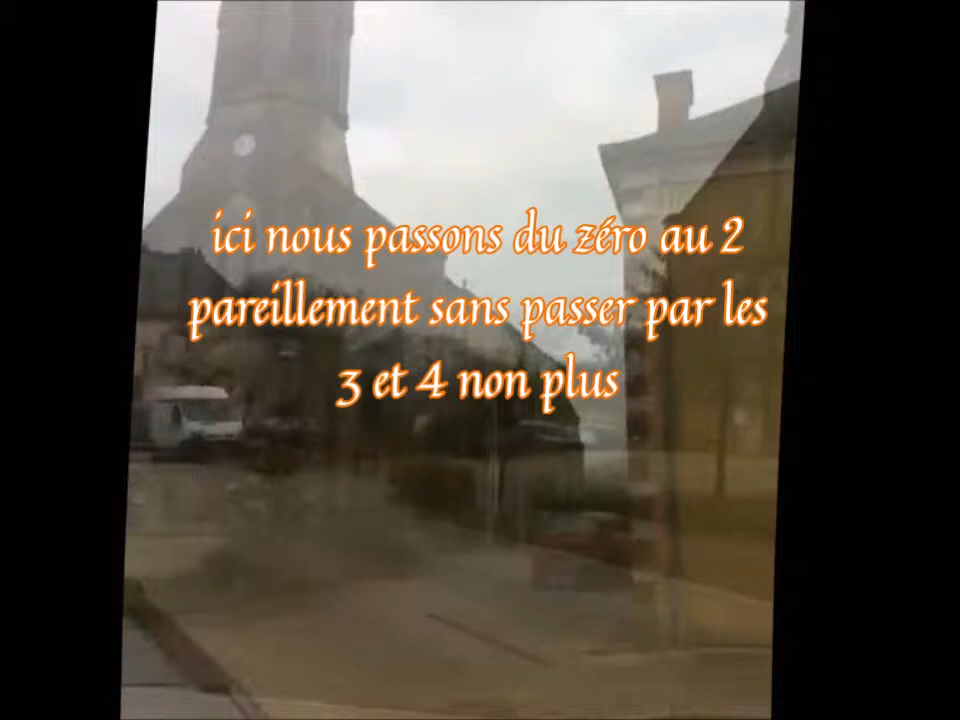 ici nous passons du zéro au 2
pareillement sans passer par les
3 et 4 non plus